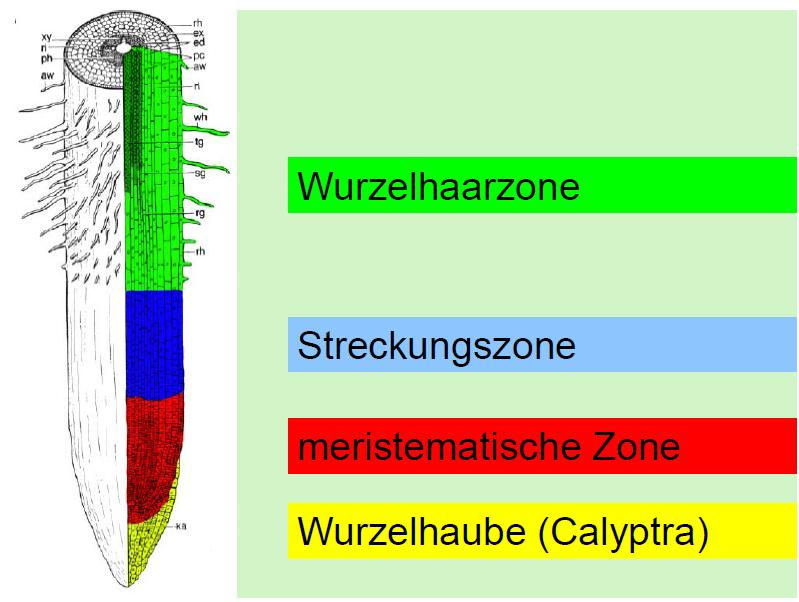 rh
ex
xy
ed
ri
pc
ph
aw
aw
ri
wh
tg
sg
rg
rh
ka
Wurzelhaarzone
Streckungszone
meristematische Zone
Wurzelhaube (Calyptra)